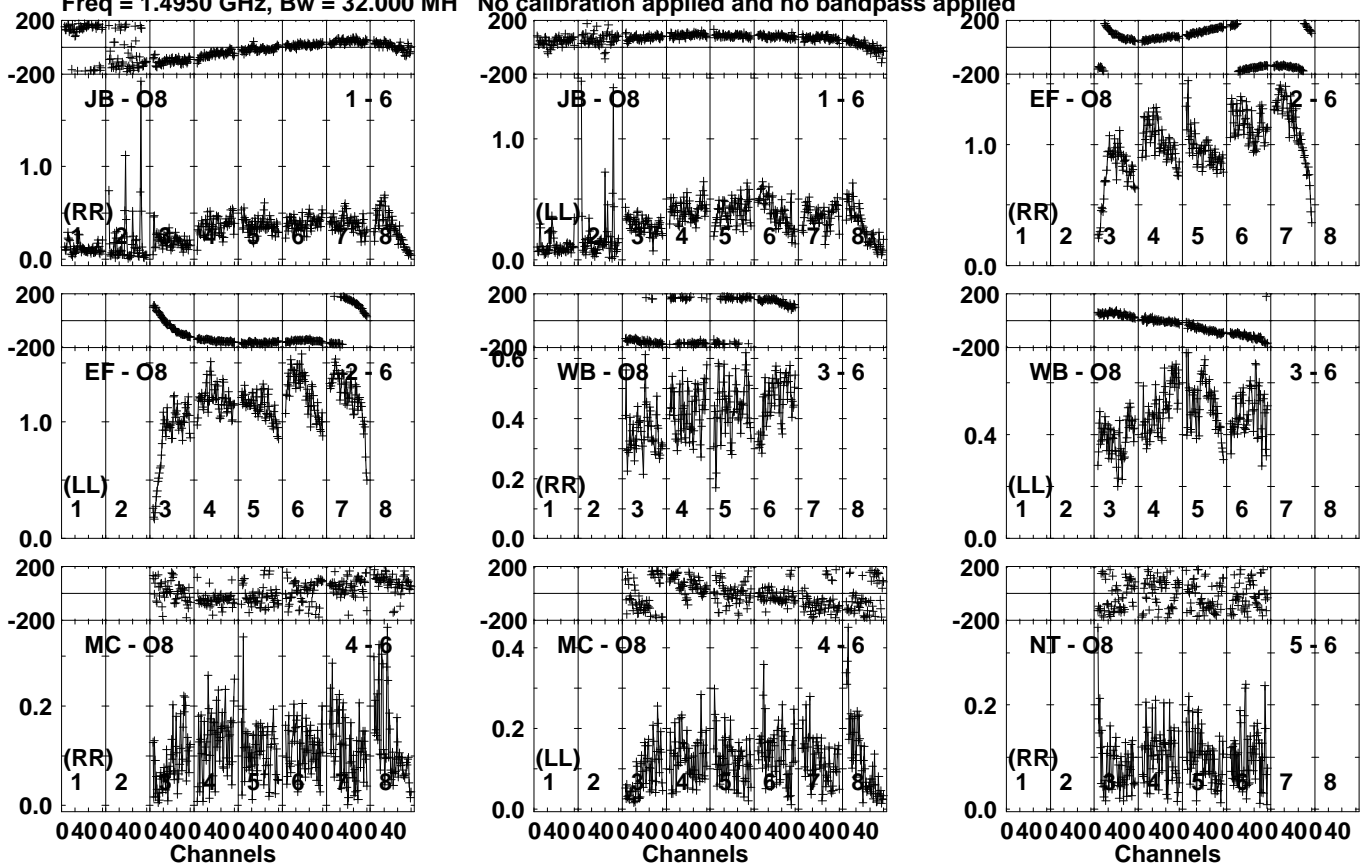 Freq = 1.4950 GHz, Bw = 32.000 MH No calibration applied and no bandpass applied
200
-200
JB - O8 1 - 6
1.0
(RR)
1 2 3 4 5 6 7 8
0.0
200
-200
JB - O8 1 - 6
1.0
(LL)
1 2 3 4 5 6 7 8
0.0
200
-200
EF - O8 2 - 6
1.0
(RR)
1 2 3 4 5 6 7 8
0.0
200
-200
EF - O8 2 - 6
1.0
(LL)
1 2 3 4 5 6 7 8
0.0
200
-200
0.6
WB - O8 3 - 6
0.4
0.2
(RR)
1 2 3 4 5 6 7 8
0.0
200
-200
WB - O8 3 - 6
0.4
(LL)
1 2 3 4 5 6 7 8
0.0
200
-200
MC - O8 4 - 6
0.2
(RR)
1 2 3 4 5 6 7 8
0.0
040 040 040 040 040 040 040 040
Channels
200
-200
MC - O8 4 - 6
0.4
0.2
(LL)
1 2 3 4 5 6 7 8
0.0
040 040 040 040 040 040 040 040
Channels
200
-200
NT - O8 5 - 6
0.2
(RR)
1 2 3 4 5 6 7 8
0.0
040 040 040 040 040 040 040 040
Channels